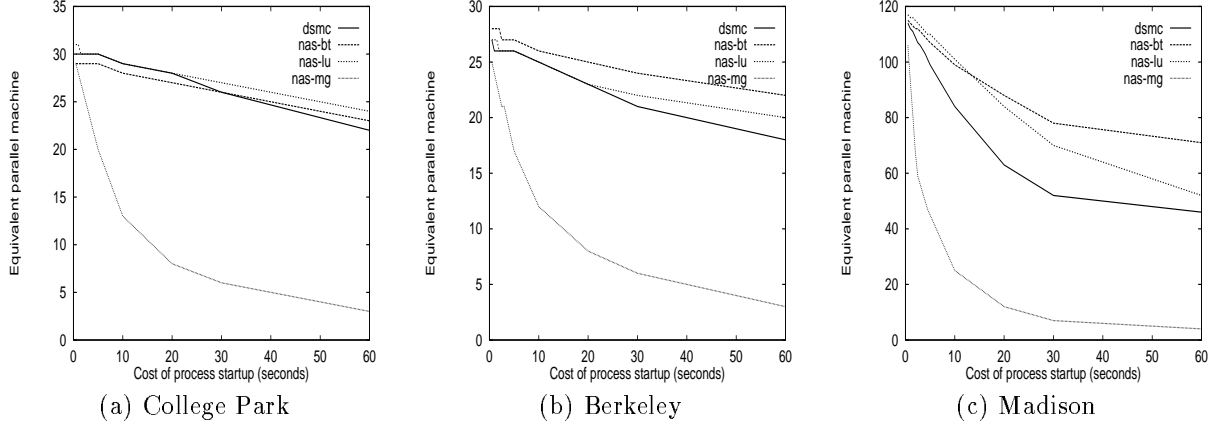 30
25
20
15
10
5
0
35
Equivalent parallel machine
0 10 20 30 40 50 60
Cost of process startup (seconds)
dsmc
nas-bt
nas-lu
nas-mg
(a) College Park
30
25
20
15
10
5
0
Equivalent parallel machine
0 10 20 30 40 50 60
Cost of process startup (seconds)
dsmc
nas-bt
nas-lu
nas-mg
(b) Berkeley
120
100
80
60
40
20
0
Equivalent parallel machine
0 10 20 30 40 50 60
Cost of process startup (seconds)
dsmc
nas-bt
nas-lu
nas-mg
(c) Madison